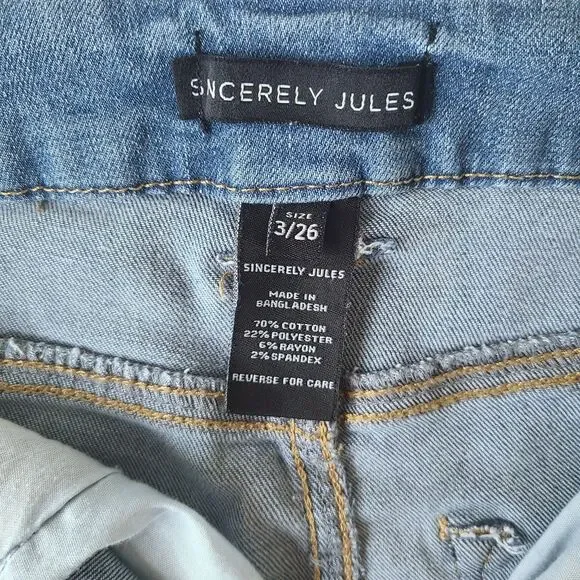 SINCERELY JULES
SIZE
3/26
SINCERELY JULES
MADE IN
BANGLADESH
70% COTTON
22% POLYESTER
6% RAYON
2% SPANDEX
REVERSE FOR CARE